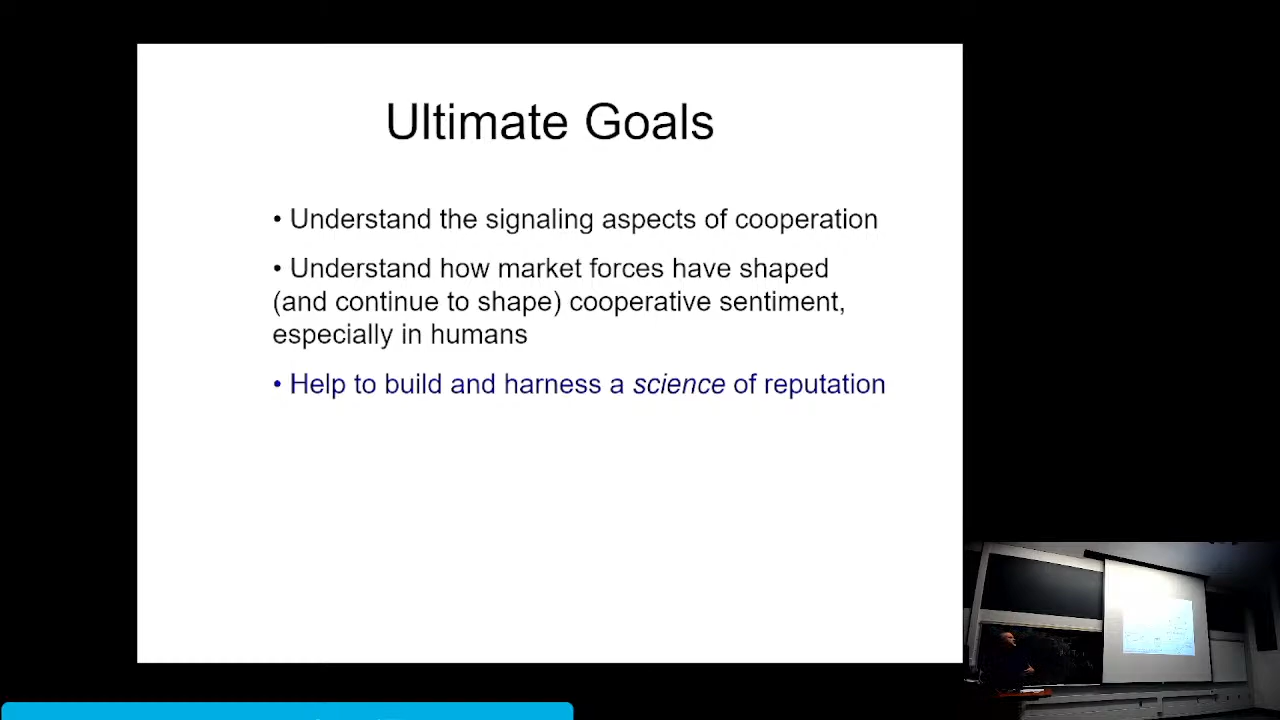 Ultimate Goals
• Understand the signaling aspects of cooperation
• Understand how market forces have shaped
(and continue to shape) cooperative sentiment,
especially in humans
• Help to build and harness a science of reputation